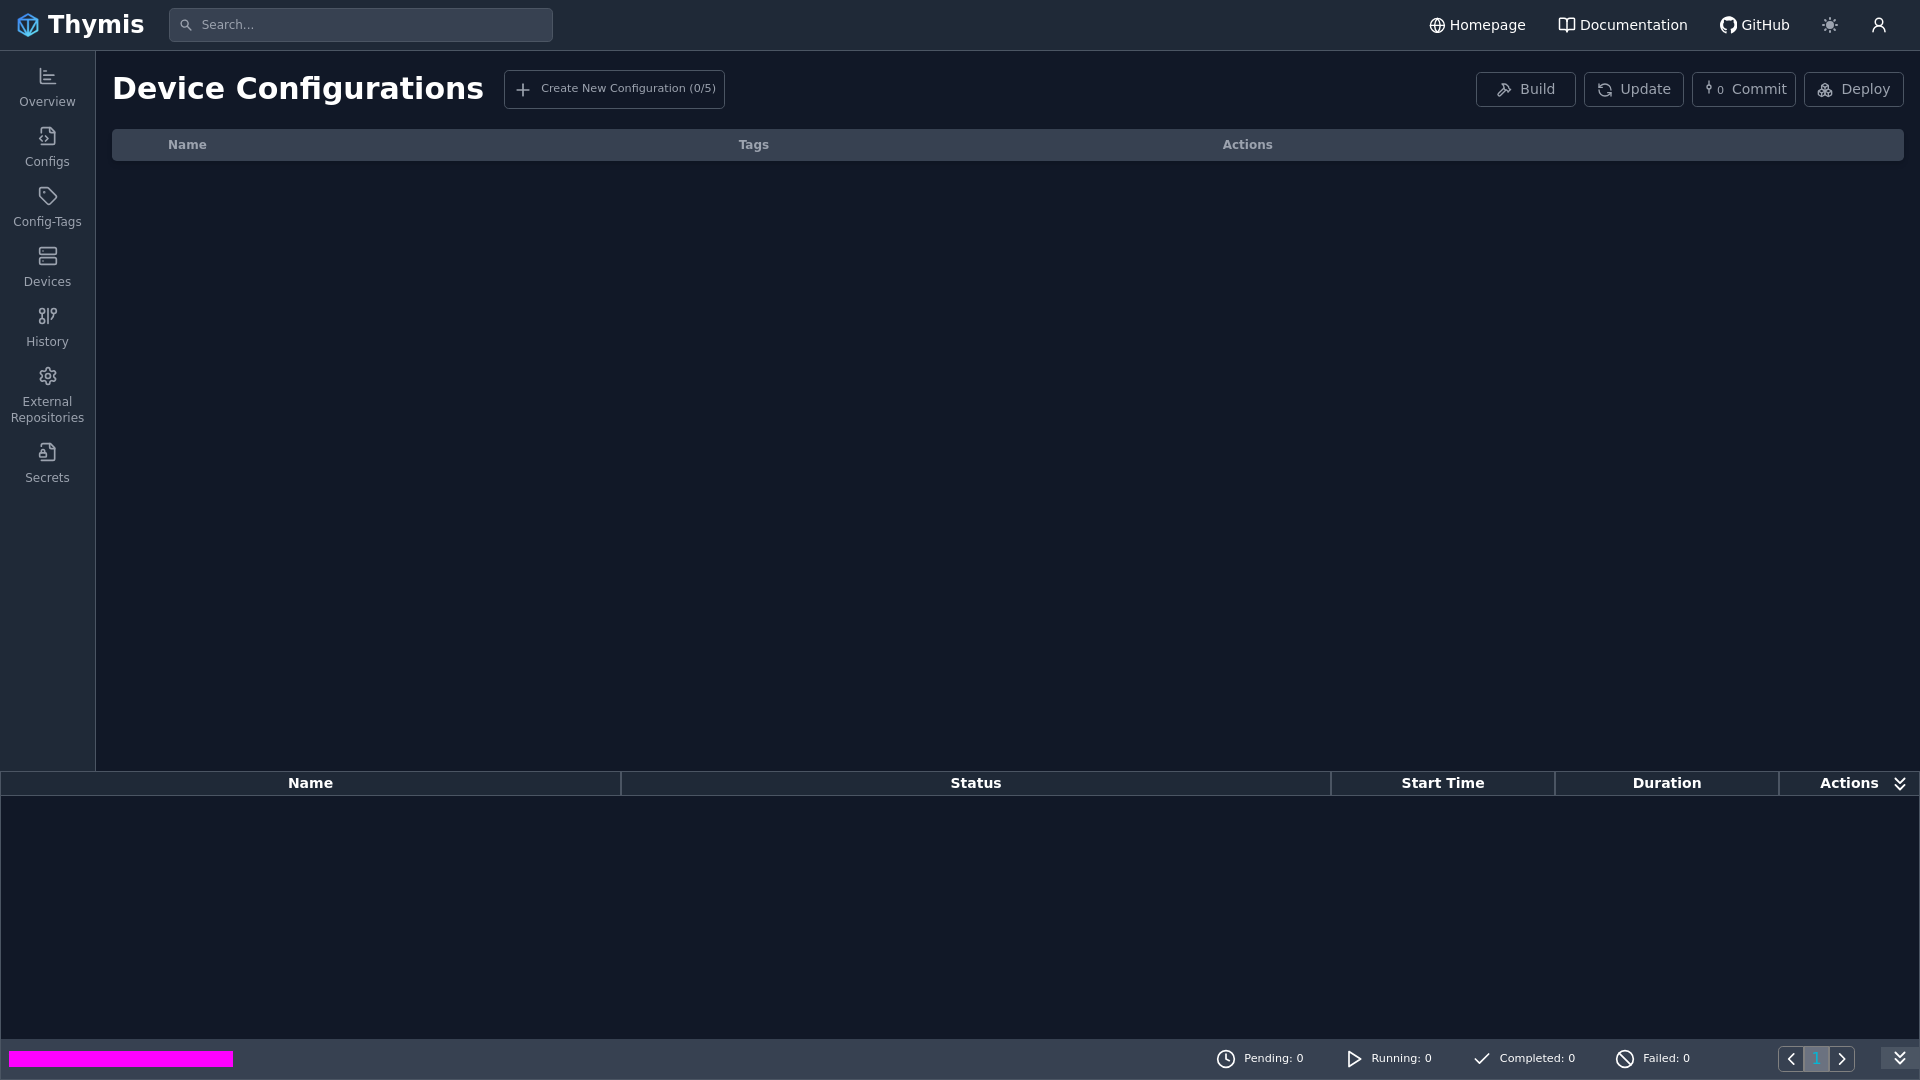 Thymis
Search...
Homepage
Documentation
GitHub
Overview
Configs
Config-Tags
Devices
History
External
Repositories
Secrets
Device Configurations
Create New Configuration (0/5)
Build
Update
0 Commit
Deploy
Name Tags Actions
Name Status Start Time Duration Actions
Pending: 0
Running: 0
Completed: 0
Failed: 0
1